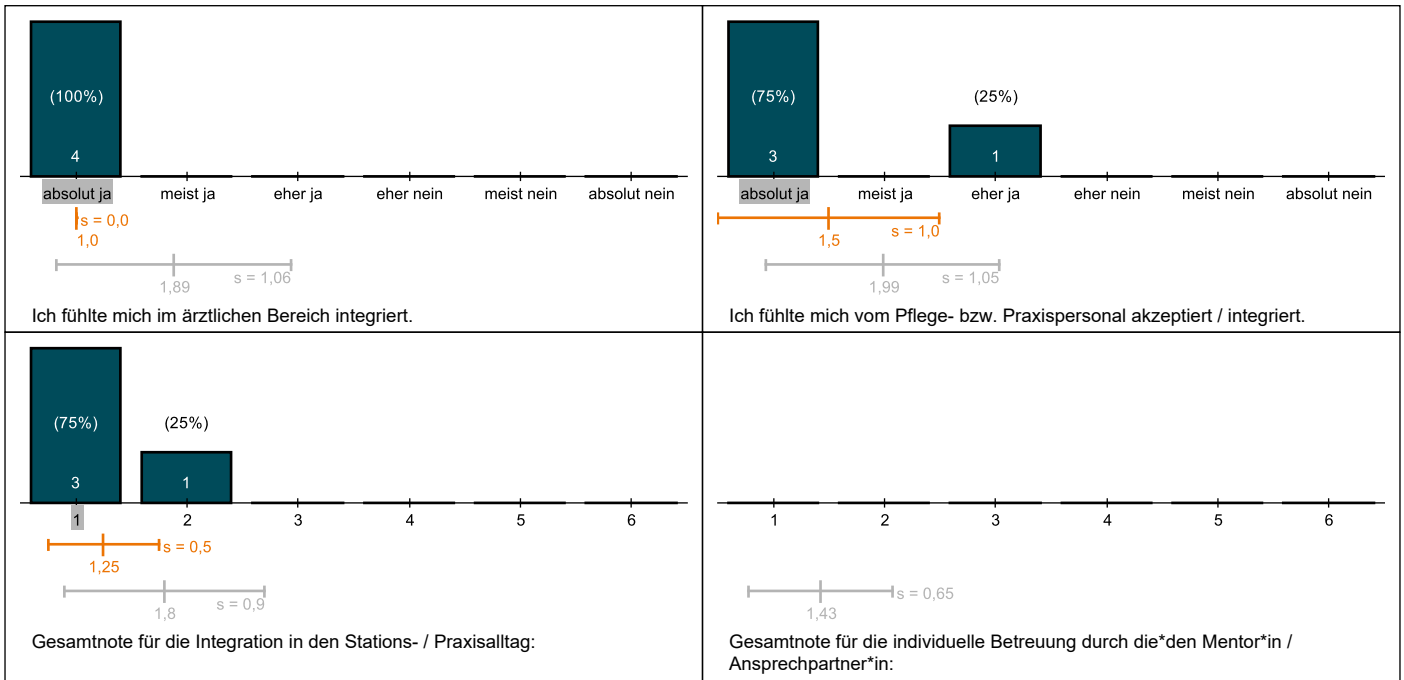 (100%)
4
absolut ja meist ja eher ja eher nein meist nein absolut nein
s = 0,0
1,0
s = 1,06
1,89
Ich fühlte mich im ärztlichen Bereich integriert.
(75%) (25%)
3 1
absolut ja meist ja eher ja eher nein meist nein absolut nein
s = 1,0
1,5
s = 1,05
1,99
Ich fühlte mich vom Pflege- bzw. Praxispersonal akzeptiert / integriert.
(75%) (25%)
3 1
1 2 3 4 5 6
s = 0,5
1,25
s = 0,9
1,8
Gesamtnote für die Integration in den Stations- / Praxisalltag:
1 2 3 4 5 6
s = 0,65
1,43
Gesamtnote für die individuelle Betreuung durch die*den Mentor*in /
Ansprechpartner*in: